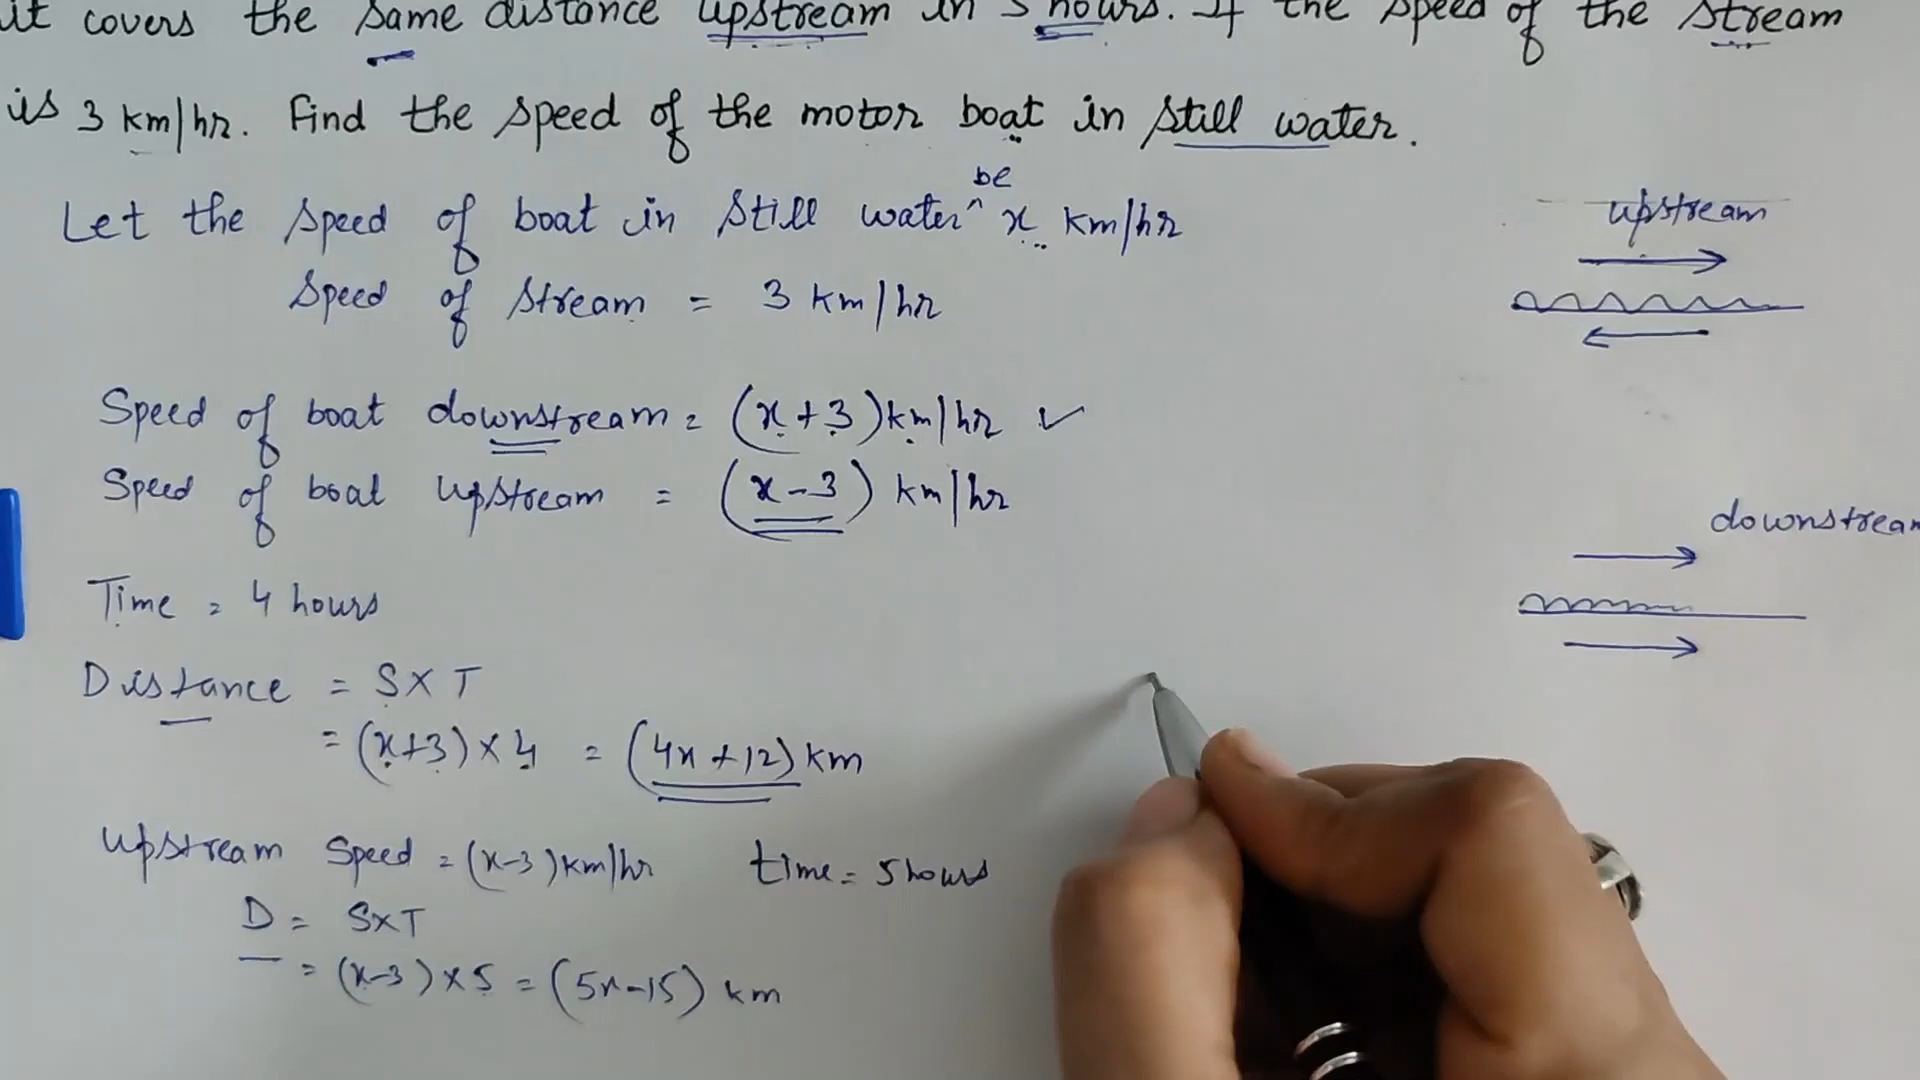 it covers the same distance upstream in 5 hours. If the speed of the stream
is 3 km/hr. Find the speed of the motor boat in still water.
be
Let the speed of boat in still water ^ x km/hr
Speed of stream = 3 km/hr
Speed of boat downstream = (x+3) km/hr ✓
Speed of boat upstream = (x-3) km/hr
Time = 4 hours
Distance = S×T
= (x+3)×4 = (4x+12) km
Upstream speed = (x-3) km/hr time = 5 hours
D = S×T
= (x-3)×5 = (5x-15) km
upstream
downstream